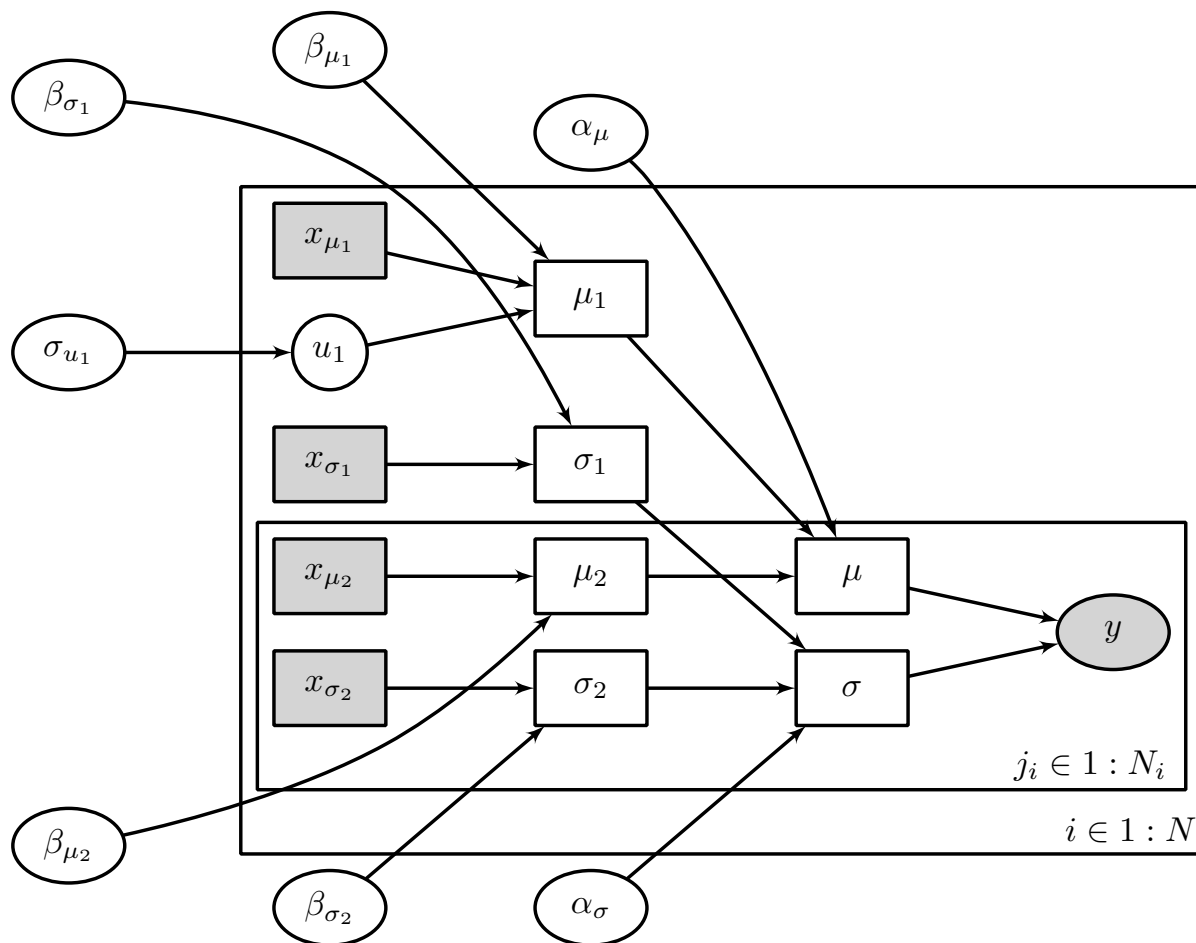 β_{μ_1}
β_{σ_1}
α_μ
x_{μ_1}
μ_1
σ_{u_1}
u_1
x_{σ_1}
σ_1
x_{μ_2}
μ_2
μ
y
x_{σ_2}
σ_2
σ
j_i ∈ 1 : N_i
i ∈ 1 : N
β_{μ_2}
β_{σ_2}
α_σ